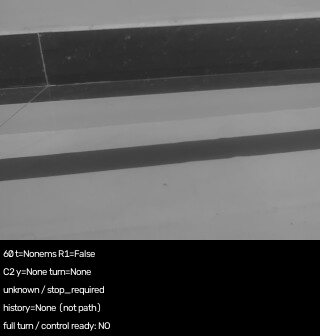 60 t=Nonems R1=False
C2 y=None turn=None
unknown / stop_required
history=None (not path)
full turn / control ready: NO